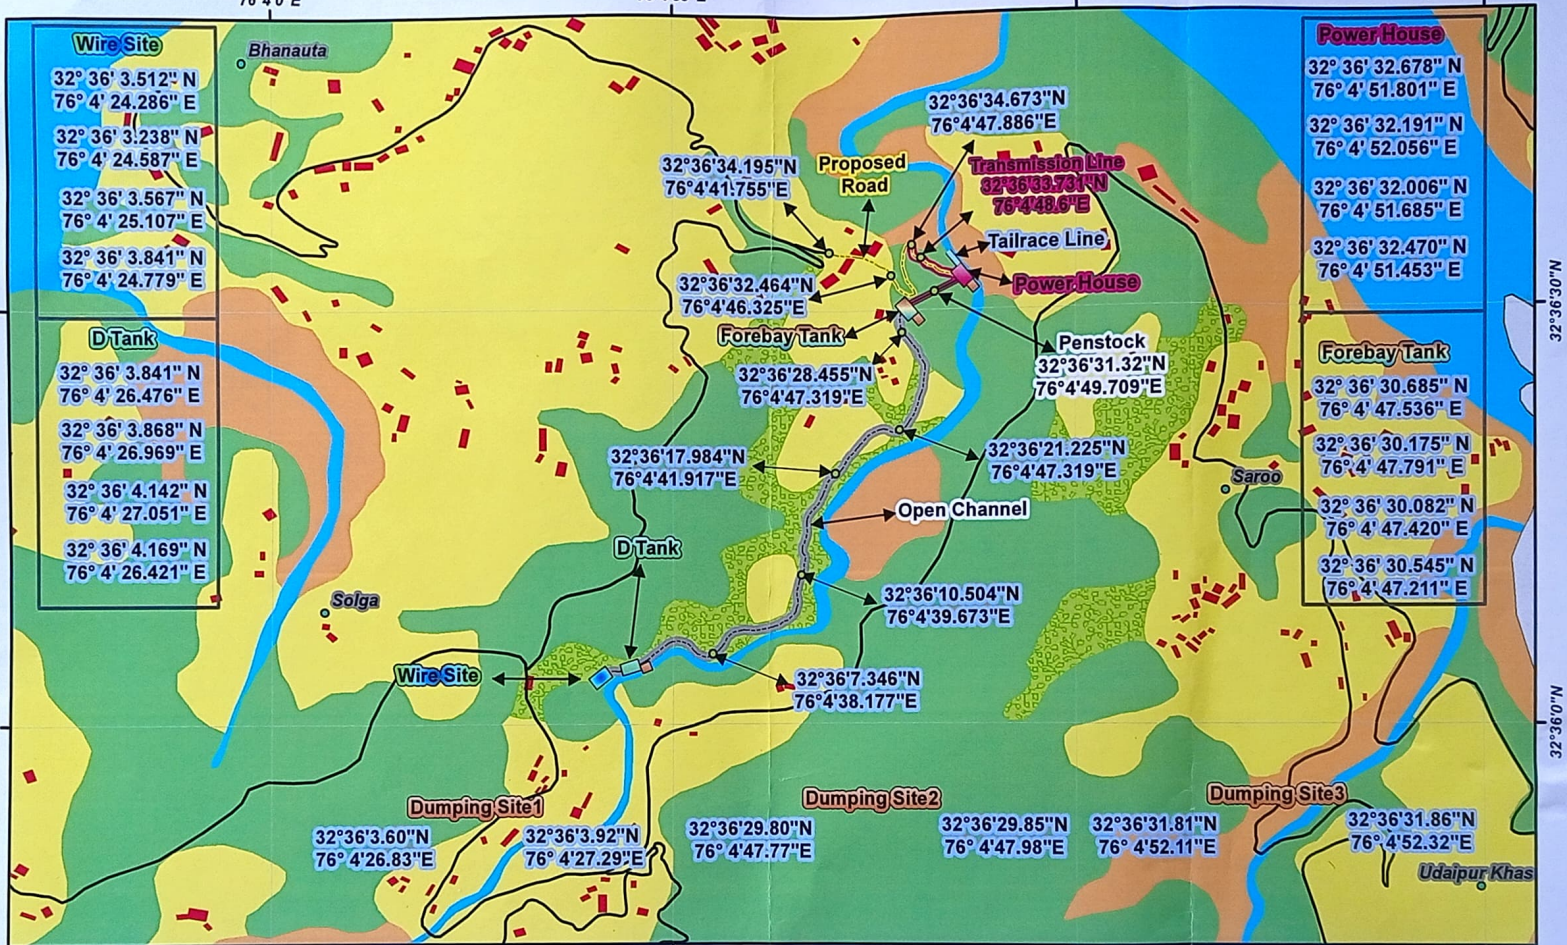 76°4'0"E
Wire Site
32° 36' 3.512" N
76° 4' 24.286" E
32° 36' 3.238" N
76° 4' 24.587" E
32° 36' 3.567" N
76° 4' 25.107" E
32° 36' 3.841" N
76° 4' 24.779" E
D Tank
32° 36' 3.841" N
76° 4' 26.476" E
32° 36' 3.868" N
76° 4' 26.969" E
32° 36' 4.142" N
76° 4' 27.051" E
32° 36' 4.169" N
76° 4' 26.421" E
Bhanauta
32°36'34.673"N
76°4'47.886"E
32°36'34.195"N
76°4'41.755"E
Proposed
Road
Transmission Line
32°36'33.731"N
76°4'48.6"E
Tailrace Line
Power House
32°36'32.464"N
76°4'46.325"E
Forebay Tank
Penstock
32°36'31.32"N
76°4'49.709"E
32°36'28.455"N
76°4'47.319"E
32°36'21.225"N
76°4'47.319"E
32°36'17.984"N
76°4'41.917"E
Open Channel
D Tank
32°36'10.504"N
76°4'39.673"E
Solga
Saroo
Wire Site
32°36'7.346"N
76°4'38.177"E
Power House
32° 36' 32.678" N
76° 4' 51.801" E
32° 36' 32.191" N
76° 4' 52.056" E
32° 36' 32.006" N
76° 4' 51.685" E
32° 36' 32.470" N
76° 4' 51.453" E
Forebay Tank
32° 36' 30.685" N
76° 4' 47.536" E
32° 36' 30.175" N
76° 4' 47.791" E
32° 36' 30.082" N
76° 4' 47.420" E
32° 36' 30.545" N
76° 4' 47.211" E
32°36'30"N
32°36'0"N
Dumping Site1
32°36'3.60"N
76° 4'26.83"E
32°36'3.92"N
76° 4'27.29"E
Dumping Site2
32°36'29.80"N
76° 4'47.77"E
32°36'29.85"N
76° 4'47.98"E
Dumping Site3
32°36'31.81"N
76° 4'52.11"E
32°36'31.86"N
76° 4'52.32"E
Udaipur Khas